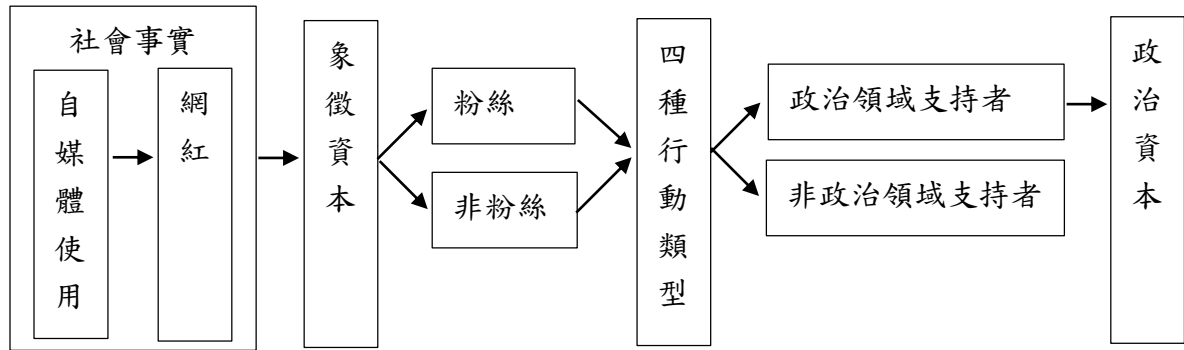 社會事實
自媒體使用
網紅
象徵資本
粉絲
非粉絲
四種行動類型
政治領域支持者
非政治領域支持者
政治資本